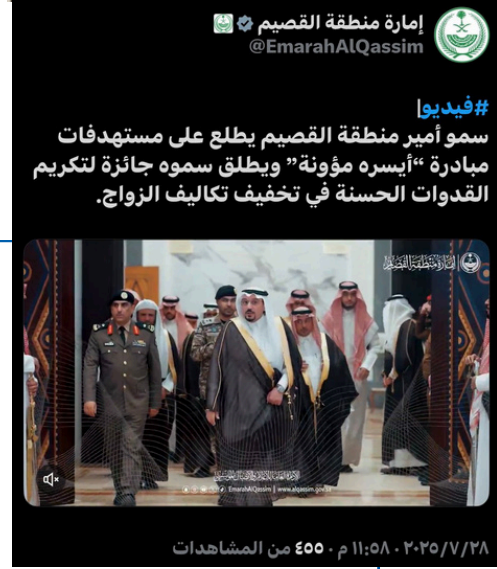 إمارة منطقة القصيم
@EmarahAlQassim
#فيديو|
سمو أمير منطقة القصيم يطلع على مستهدفات
مبادرة “أيسره مؤونة” ويطلق سموه جائزة لتكريم
القدوات الحسنة في تخفيف تكاليف الزواج.
إمارة منطقة القصيم
EmarahAlQassim | www.alqassim.gov.sa
٢٠٢٥/٧/٢٨ - ١١:٥٨ م - ٤٥٥ من المشاهدات